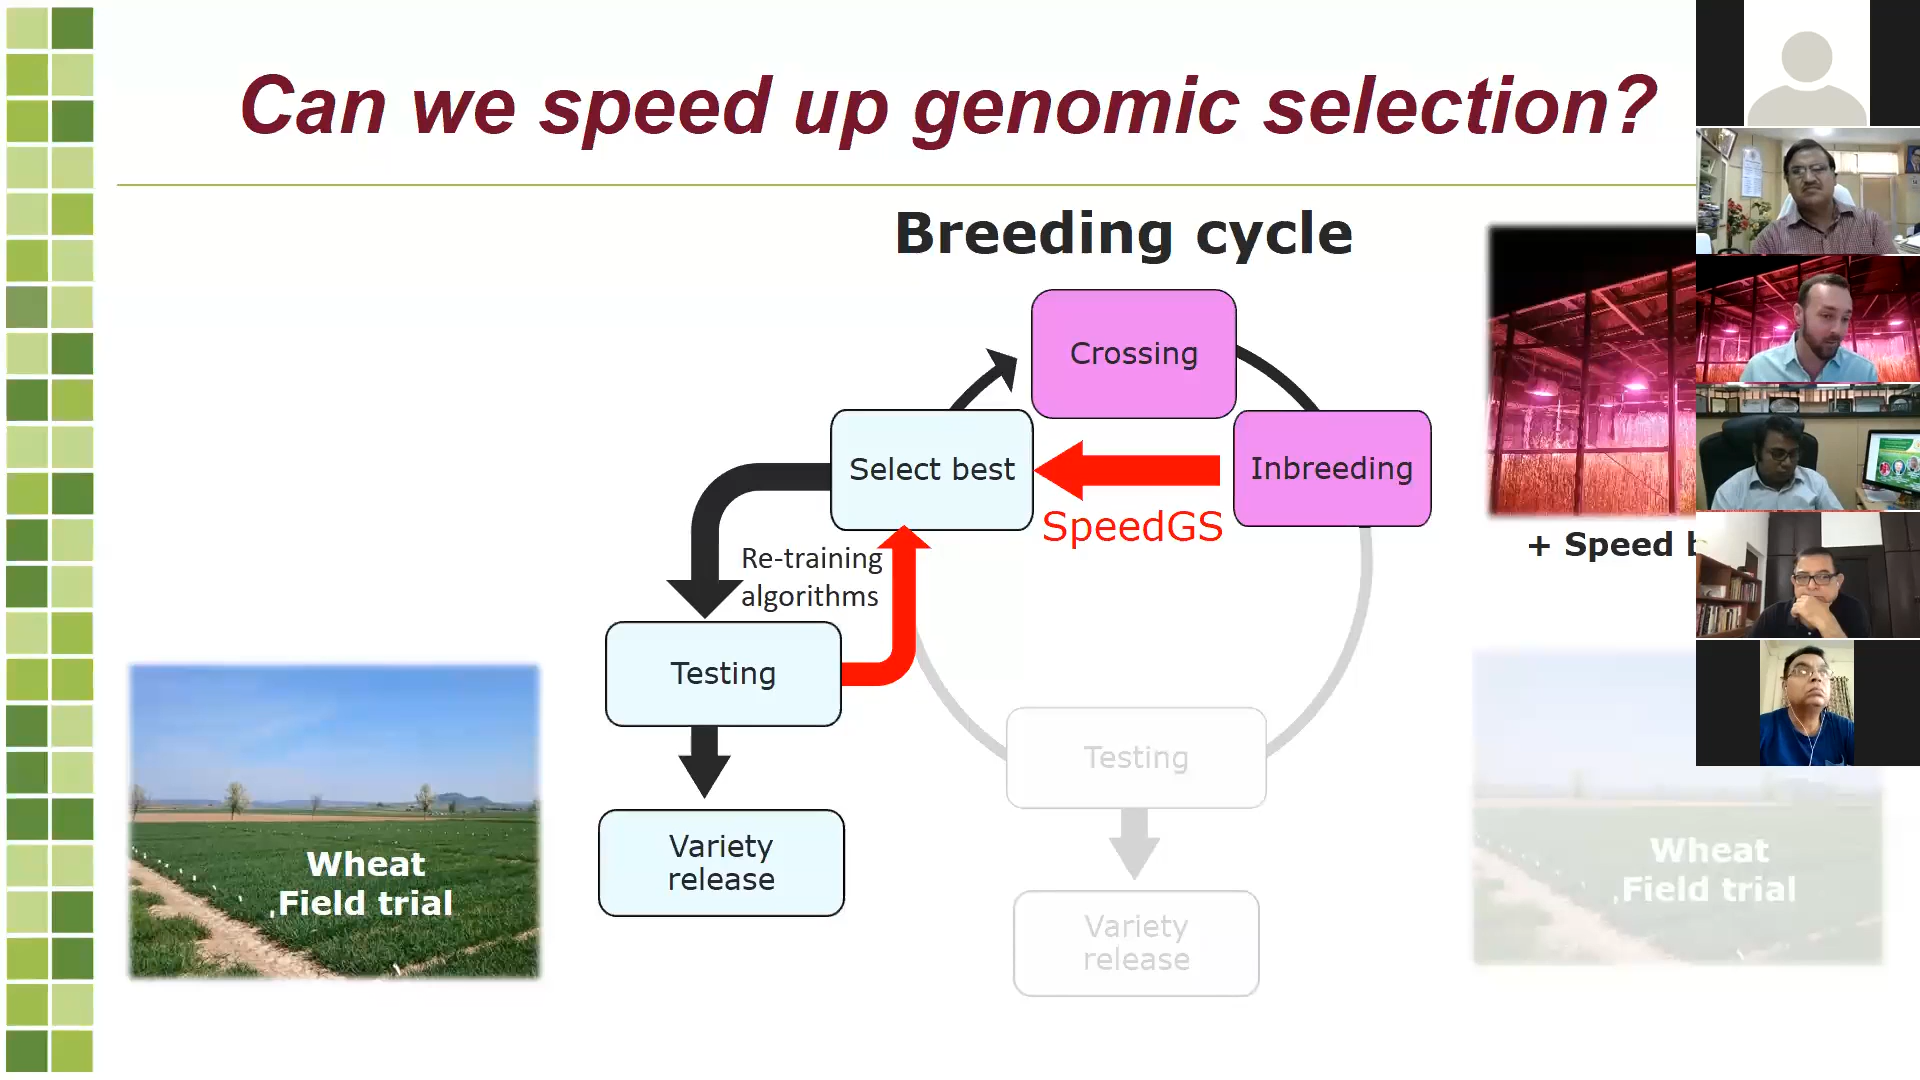 Can we speed up genomic selection?
Breeding cycle
Crossing
Select best
Inbreeding
SpeedGS
Re-training
algorithms
+ Speed
Testing
Testing
Variety
release
Variety
release
Wheat
Field trial
Wheat
Field trial